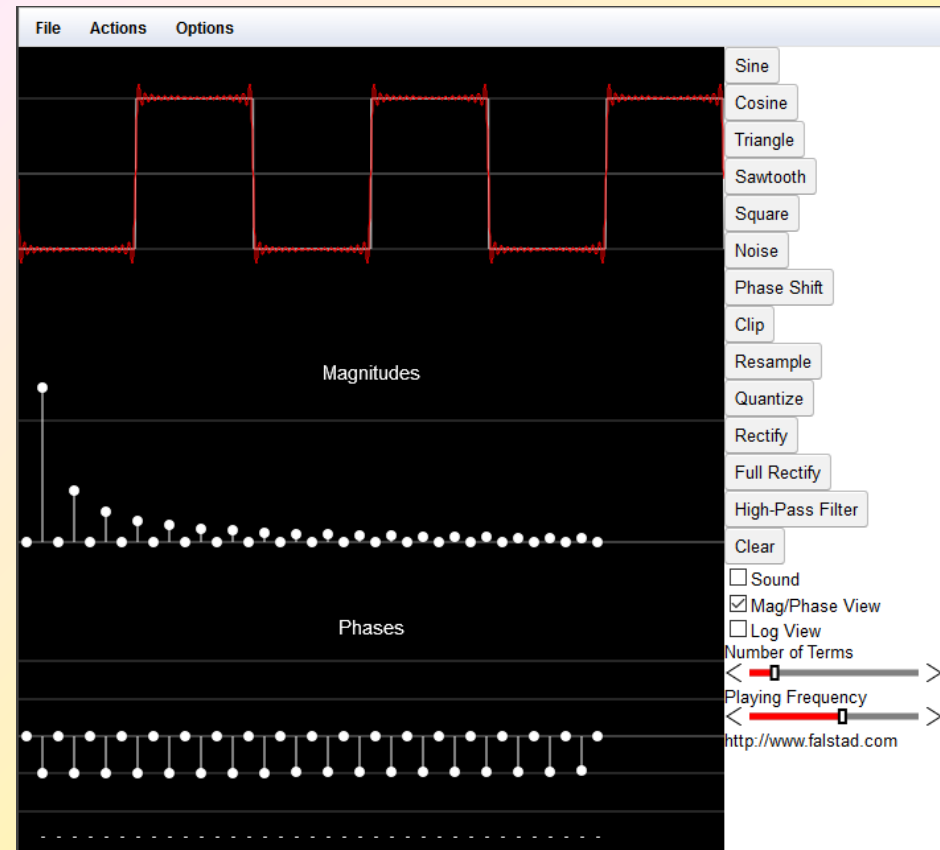 File Actions Options
Sine
Cosine
Triangle
Sawtooth
Square
Noise
Phase Shift
Clip
Magnitudes
Resample
Quantize
Rectify
Full Rectify
High-Pass Filter
Clear
Sound
Mag/Phase View
Phases
Log View
Number of Terms
Playing Frequency
http://www.falstad.com